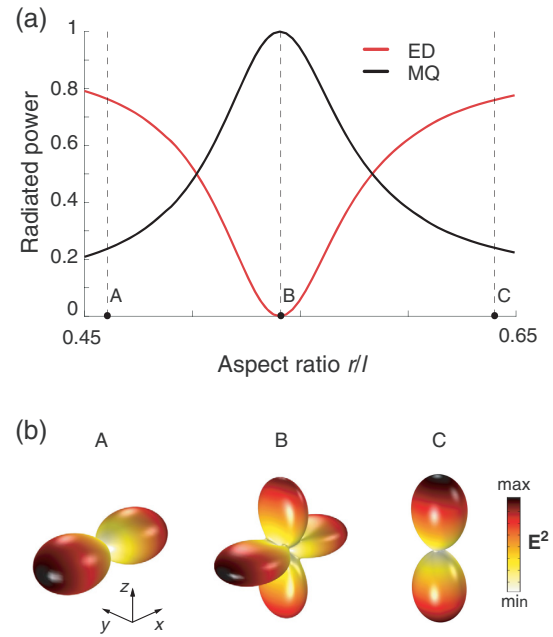 (a)
1
0.8
0.6
0.4
0.2
0
Radiated power
ED
MQ
A
B
C
0.45
0.65
Aspect ratio r/l
(b)
A
B
C
z
y
x
max
E²
min